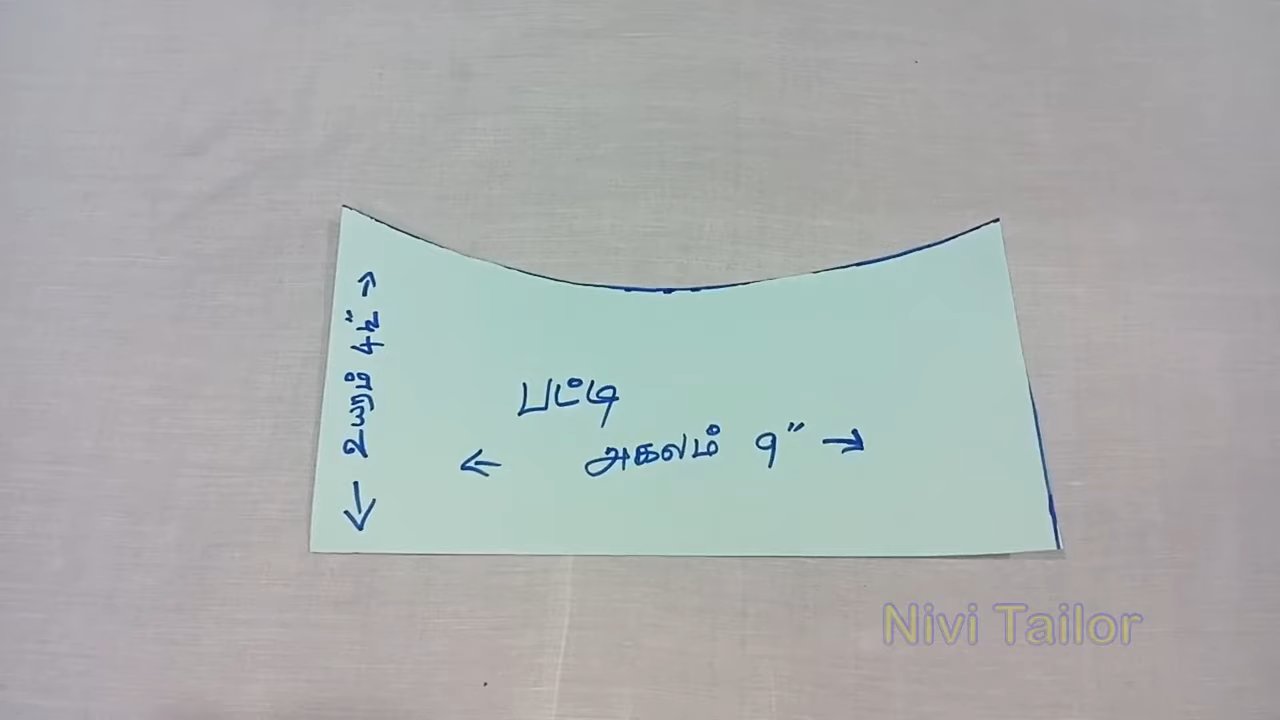 ← உயரம் 4½" →
பட்டி
← அகலம் 9" →
Nivi Tailor